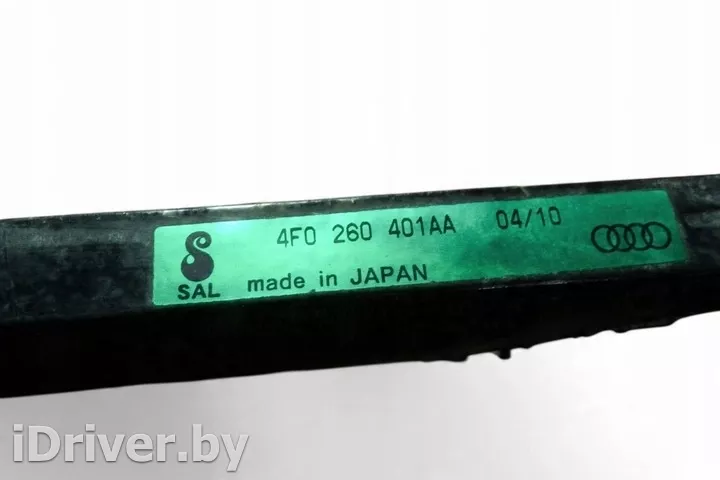 4F0 260 401AA 04/10
SAL made in JAPAN
iDriver.by